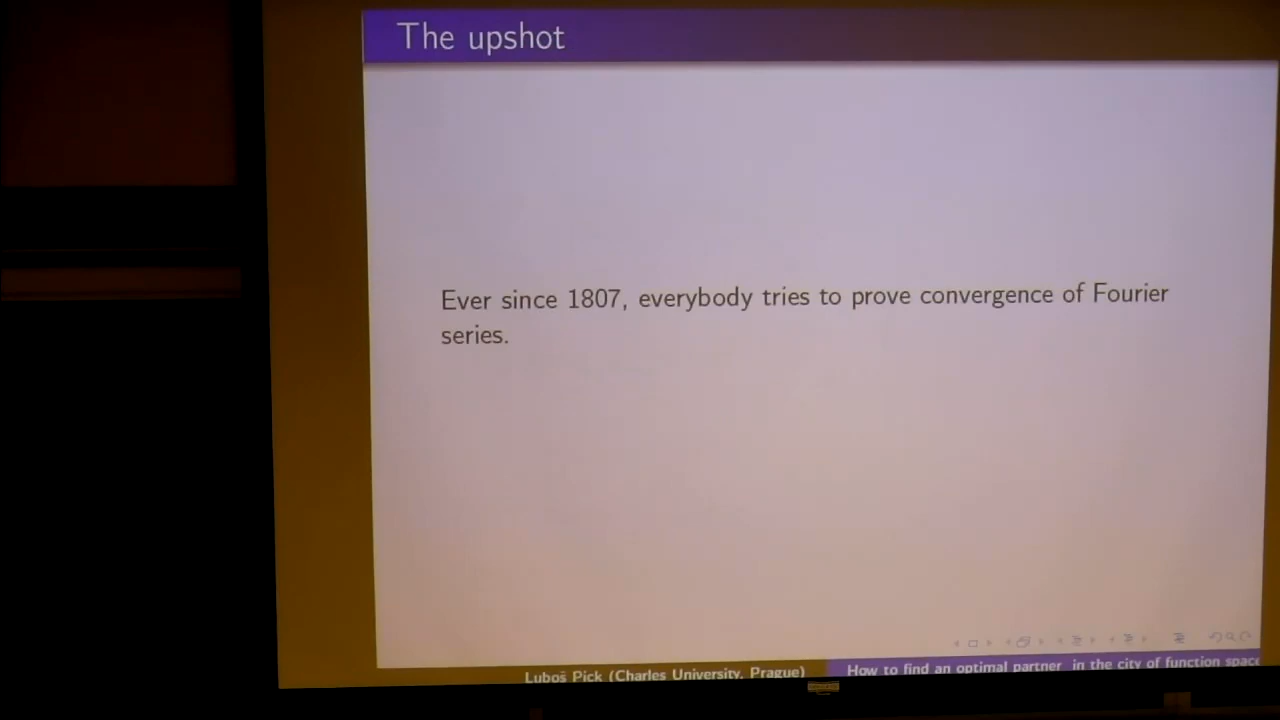 The upshot
Ever since 1807, everybody tries to prove convergence of Fourier
series.
Luboš Pick (Charles University, Prague)
How to find an optimal partner in the city of function space